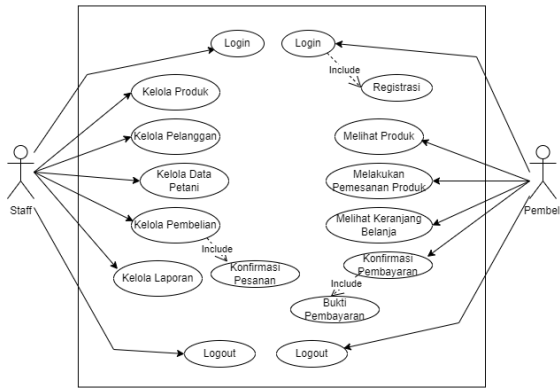 Login
Login
Include
Kelola Produk
Registrasi
Kelola Pelanggan
Melihat Produk
Kelola Data
Petani
Melakukan
Pemesanan Produk
Staff
Pembel
Kelola Pembelian
Melihat Keranjang
Belanja
Include
Konfirmasi
Pesanan
Konfirmasi
Pembayaran
Kelola Laporan
Include
Bukti
Pembayaran
Logout
Logout